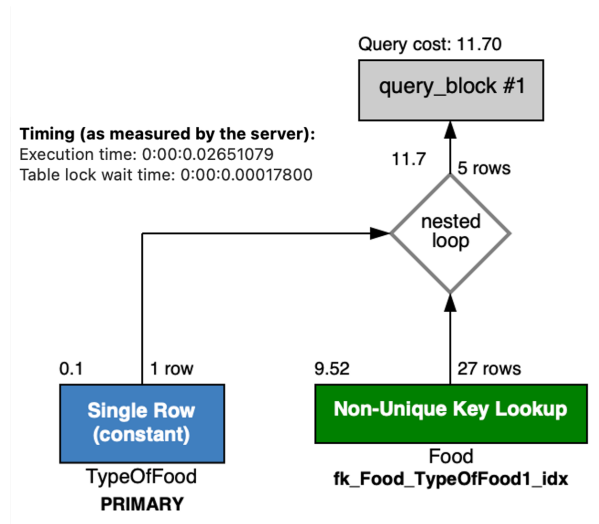 Query cost: 11.70
query_block #1
Timing (as measured by the server):
Execution time: 0:00:0.02651079
Table lock wait time: 0:00:0.00017800
11.7
5 rows
nested
loop
0.1
1 row
9.52
27 rows
Single Row
(constant)
Non-Unique Key Lookup
TypeOfFood
PRIMARY
Food
fk_Food_TypeOfFood1_idx